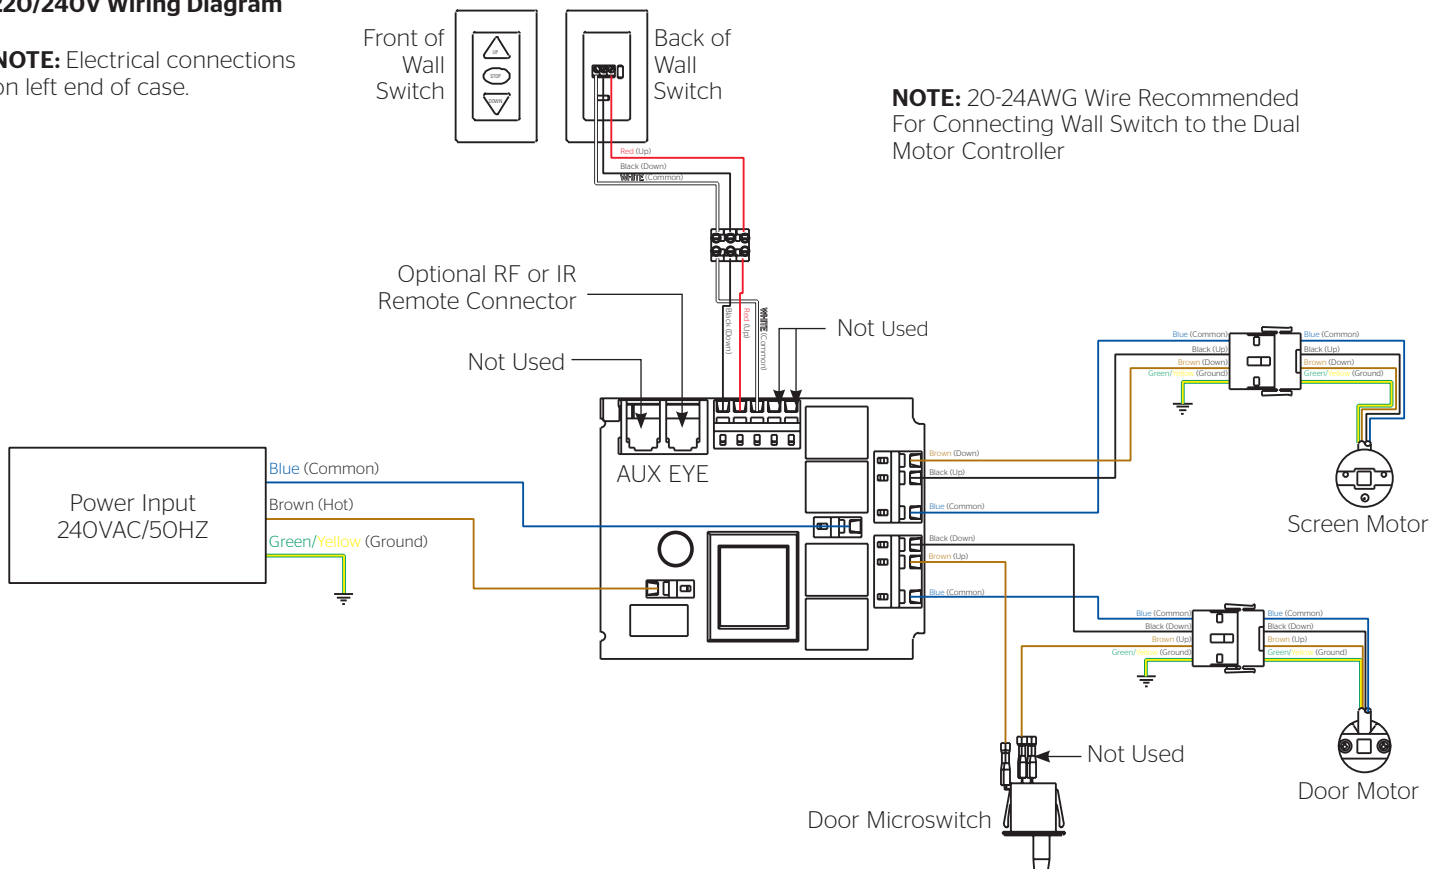 220/240V Wiring Diagram
NOTE: Electrical connections
on left end of case.
Front of
Wall
Switch
UP
STOP
DOWN
Back of
Wall
Switch
NOTE: 20-24AWG Wire Recommended
For Connecting Wall Switch to the Dual
Motor Controller
Red (Up)
Black (Down)
WHITE (Common)
Optional RF or IR
Remote Connector
Not Used
Black (Down)
Red (Up)
WHITE (Common)
Not Used
AUX EYE
Power Input
240VAC/50HZ
Blue (Common)
Brown (Hot)
Green/Yellow (Ground)
Brown (Down)
Black (Up)
Blue (Common)
Black (Down)
Brown (Up)
Blue (Common)
Blue (Common)
Black (Up)
Brown (Down)
Green/Yellow (Ground)
Blue (Common)
Black (Up)
Brown (Down)
Green/Yellow (Ground)
Screen Motor
Blue (Common)
Black (Down)
Brown (Up)
Green/Yellow (Ground)
Blue (Common)
Black (Down)
Brown (Up)
Green/Yellow (Ground)
Door Motor
Not Used
Door Microswitch